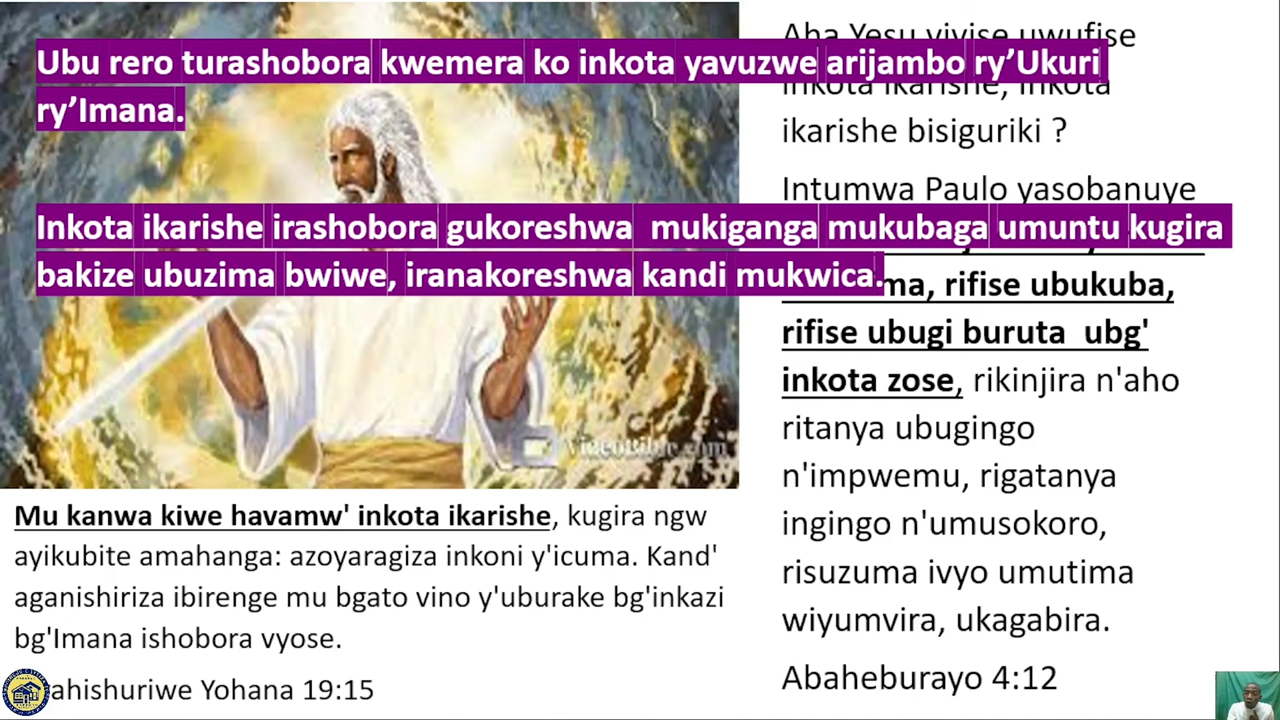 Ubu rero turashobora kwemera ko inkota yavuzwe arijambo ry’Ukuri
ry’Imana.
Inkota ikarishe irashobora gukoreshwa mukiganga mukubaga umuntu kugira
bakize ubuzima bwiwe, iranakoreshwa kandi mukwica.
Mu kanwa kiwe havamw' inkota ikarishe, kugira ngw
ayikubite amahanga: azoyaragiza inkoni y'icuma. Kand'
aganishiriza ibirenge mu bgato vino y'uburake bg'inkazi
bg'Imana ishobora vyose.
ahishuriwe Yohana 19:15
Aha Yesu yivise uwufise
inkota ikarishe, inkota
ikarishe bisiguriki ?
Intumwa Paulo yasobanuye
ma, rifise ubukuba,
rifise ubugi buruta ubg'
inkota zose, rikinjira n'aho
ritanya ubugingo
n'impwemu, rigatanya
ingingo n'umusokoro,
risuzuma ivyo umutima
wiyumvira, ukagabira.
Abaheburayo 4:12